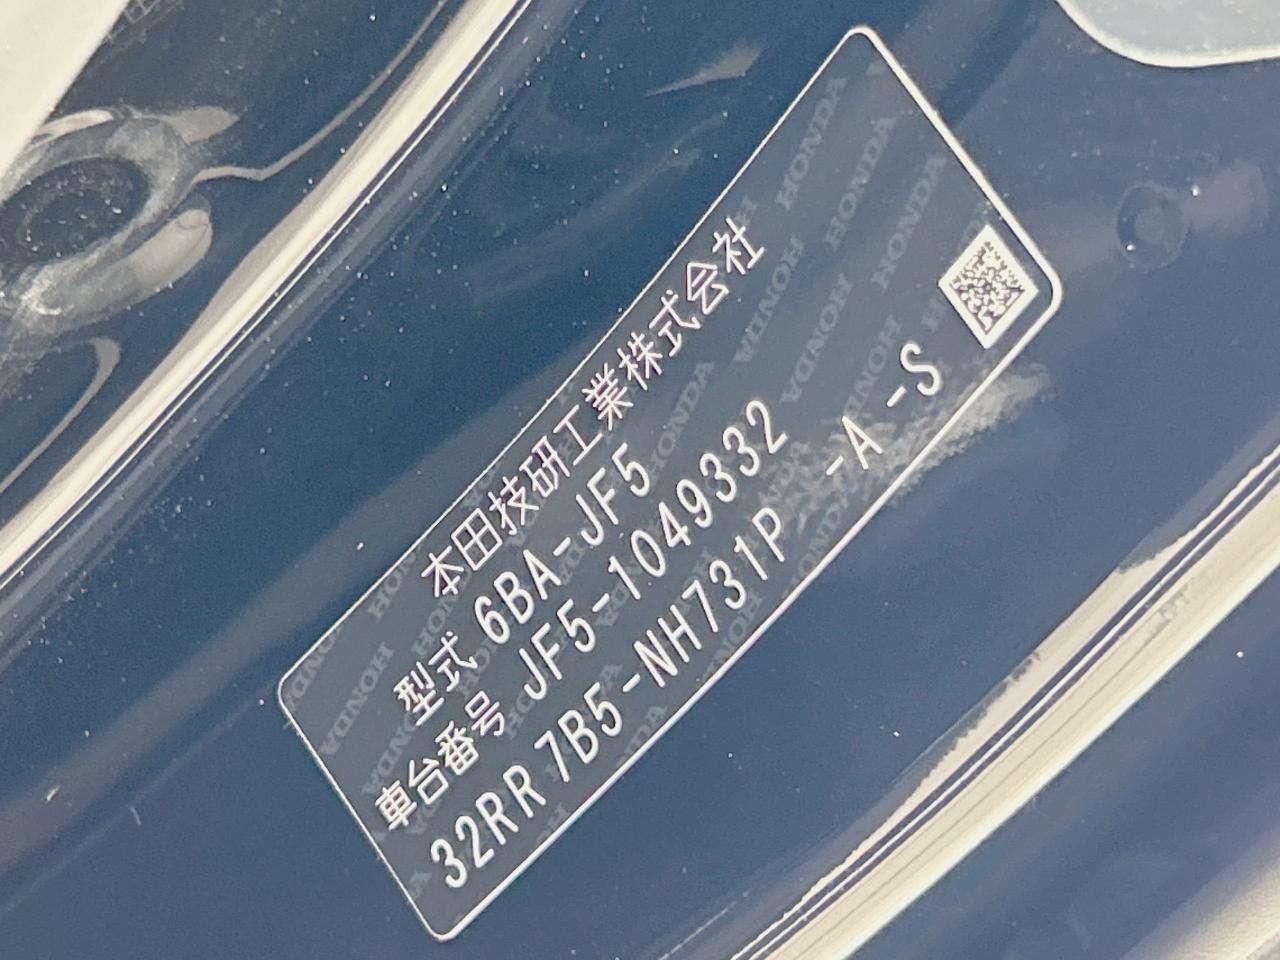 本田技研工業株式会社
型式 6BA-JF5
車台番号 JF5-1049332
32RR 7B5-NH731P -A -S